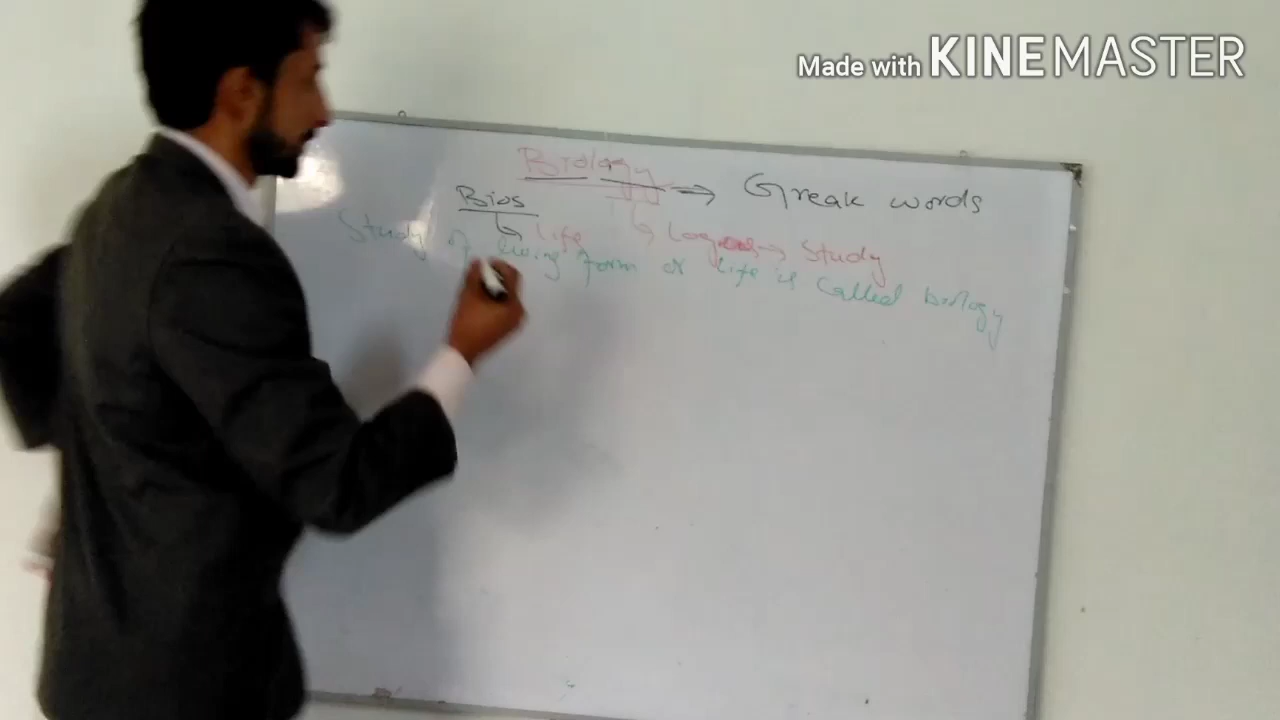 Made with KINEMASTER
Biology → Greak words
Bios
Life Logos → Study
Study of living form or life is called biology